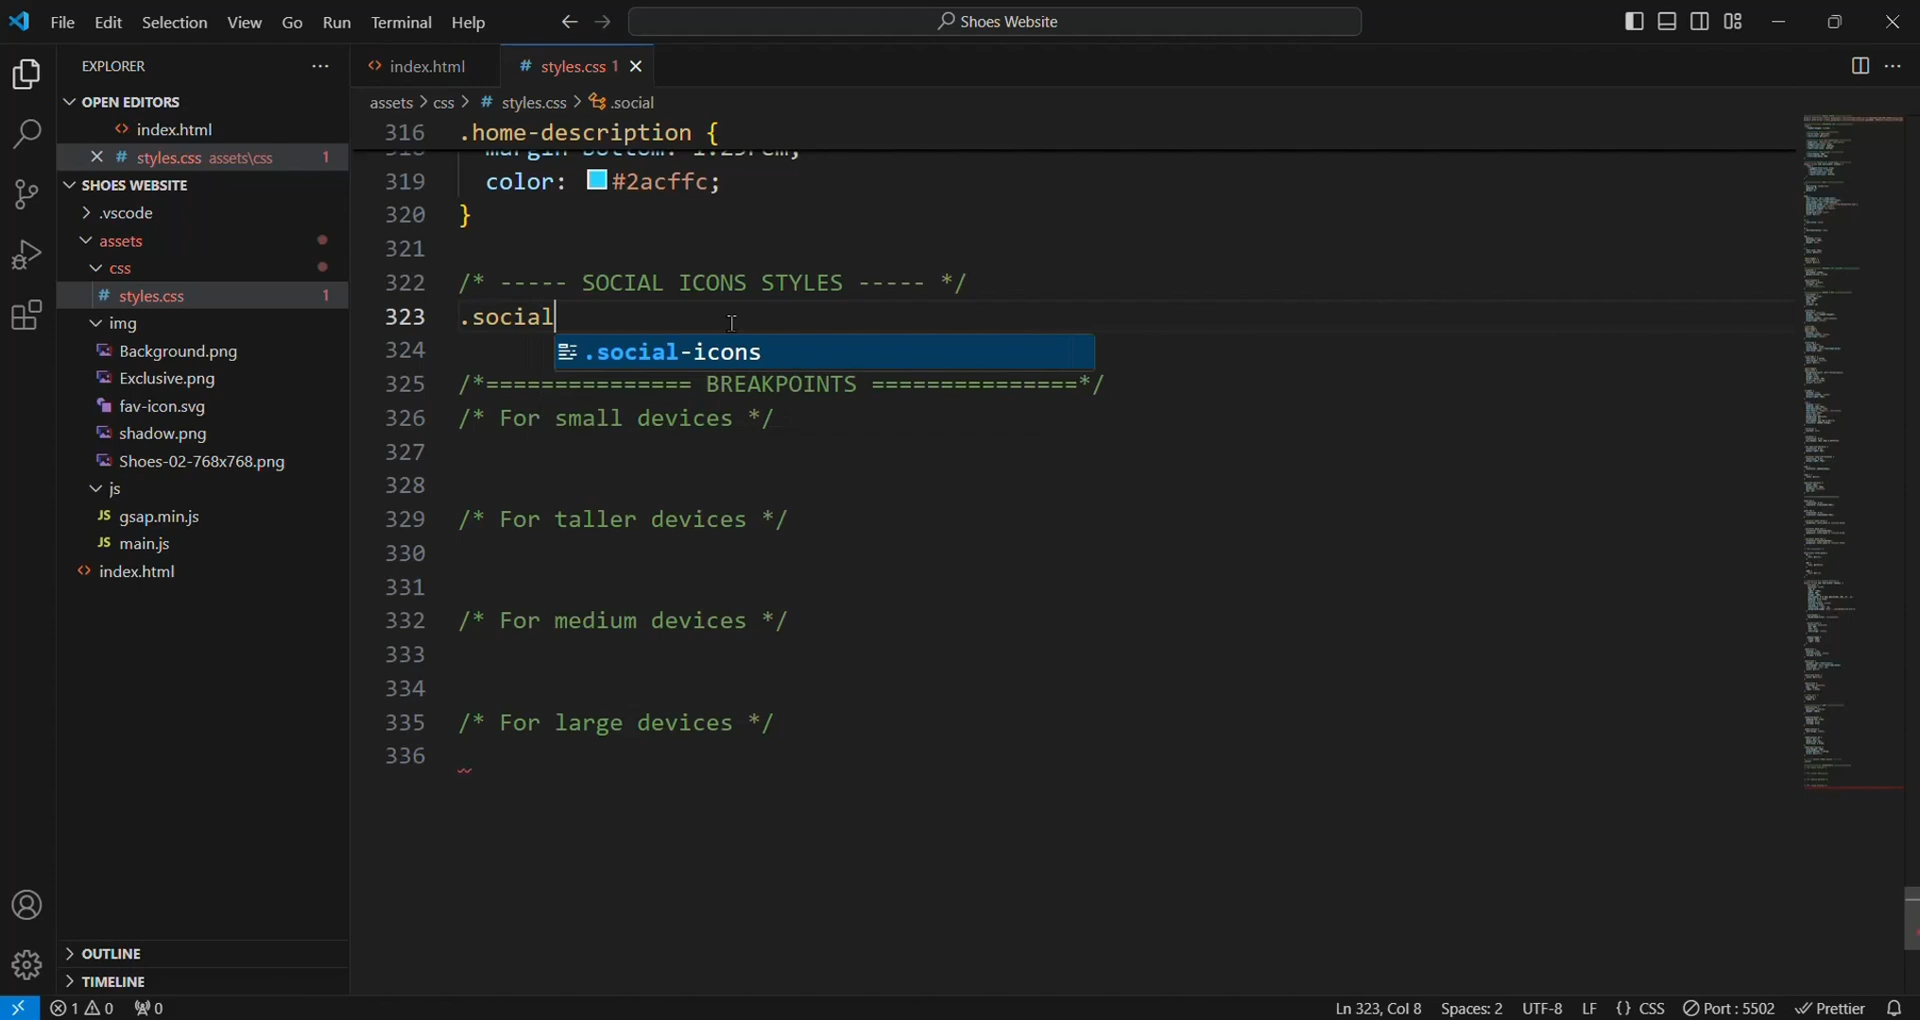 File Edit Selection View Go Run Terminal Help
Shoes Website
EXPLORER
OPEN EDITORS
index.html
styles.css assets\css 1
SHOES WEBSITE
.vscode
assets
css
styles.css 1
img
Background.png
Exclusive.png
fav-icon.svg
shadow.png
Shoes-02-768x768.png
js
JS gsap.min.js
JS main.js
index.html
OUTLINE
TIMELINE
index.html
# styles.css 1
assets > css > # styles.css > .social
316 .home-description {
319 color: #2acffc;
320 }
321
322 /* ----- SOCIAL ICONS STYLES ----- */
323 .social
.social-icons
324
325 /*=============== BREAKPOINTS ===============*/
326 /* For small devices */
327
328
329 /* For taller devices */
330
331
332 /* For medium devices */
333
334
335 /* For large devices */
336
1 0 0
Ln 323, Col 8 Spaces: 2 UTF-8 LF {} CSS Port : 5502 Prettier